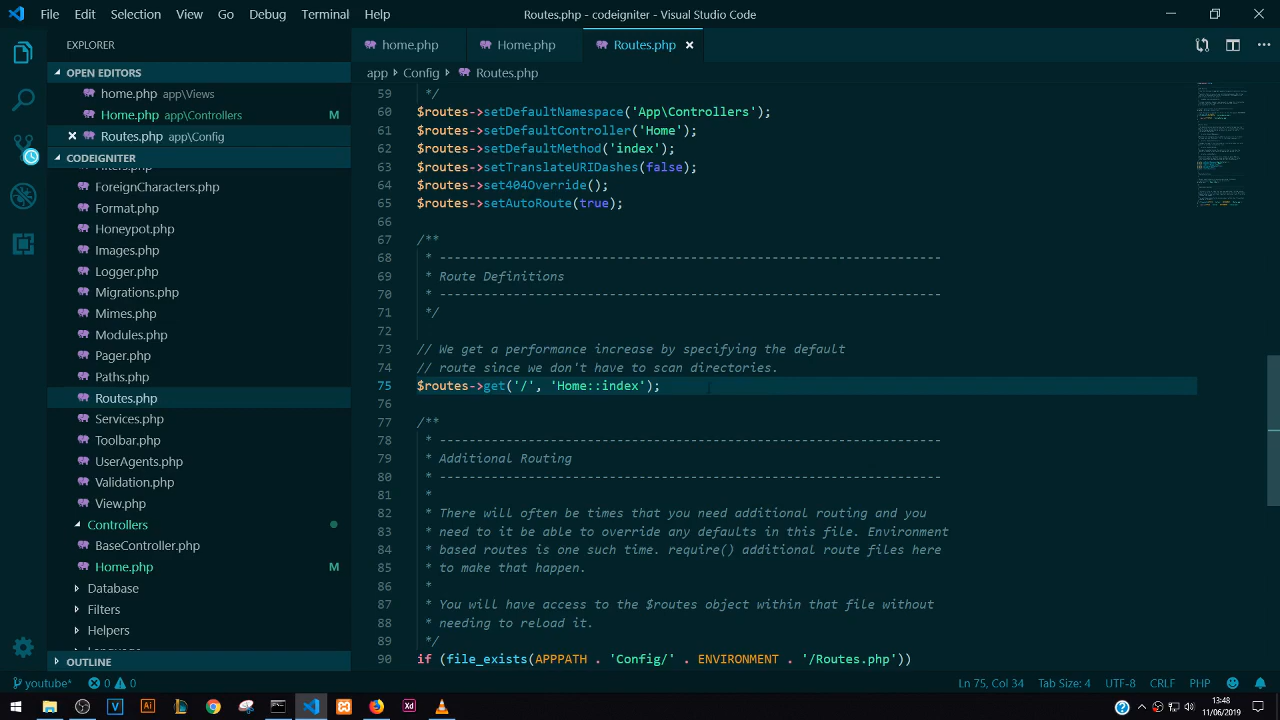 File Edit Selection View Go Debug Terminal Help
Routes.php - codeigniter - Visual Studio Code
EXPLORER
home.php
Home.php
Routes.php
OPEN EDITORS
home.php app\Views
Home.php app\Controllers M
Routes.php app\Config
CODEIGNITER
ForeignCharacters.php
Format.php
Honeypot.php
Images.php
Logger.php
Migrations.php
Mimes.php
Modules.php
Pager.php
Paths.php
Routes.php
Services.php
Toolbar.php
UserAgents.php
Validation.php
View.php
Controllers
BaseController.php
Home.php M
Database
Filters
Helpers
OUTLINE
app Config Routes.php
59 */
60 $routes->setDefaultNamespace('App\Controllers');
61 $routes->setDefaultController('Home');
62 $routes->setDefaultMethod('index');
63 $routes->setTranslateURIDashes(false);
64 $routes->set404Override();
65 $routes->setAutoRoute(true);
66
67 /**
68 * --------------------------------------------------------------------
69 * Route Definitions
70 * --------------------------------------------------------------------
71 */
72
73 // We get a performance increase by specifying the default
74 // route since we don't have to scan directories.
75 $routes->get('/', 'Home::index');
76
77 /**
78 * --------------------------------------------------------------------
79 * Additional Routing
80 * --------------------------------------------------------------------
81 *
82 * There will often be times that you need additional routing and you
83 * need to it be able to override any defaults in this file. Environment
84 * based routes is one such time. require() additional route files here
85 * to make that happen.
86 *
87 * You will have access to the $routes object within that file without
88 * needing to reload it.
89 */
90 if (file_exists(APPPATH . 'Config/' . ENVIRONMENT . '/Routes.php'))
youtube* 0 0 Ln 75, Col 34 Tab Size: 4 UTF-8 CRLF PHP
Ai Xd 13:48
11/06/2019